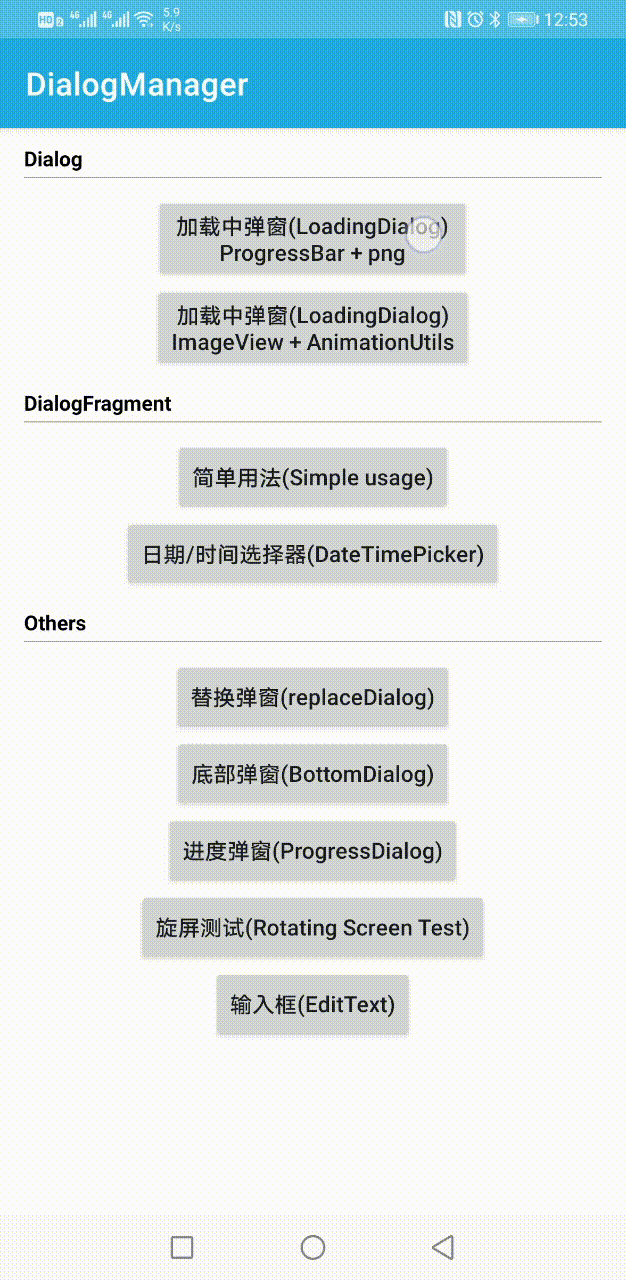 HD 2 4G 4G 5.9 K/s 12:53
DialogManager
Dialog
加载中弹窗(LoadingDialog)
ProgressBar + png
加载中弹窗(LoadingDialog)
ImageView + AnimationUtils
DialogFragment
简单用法(Simple usage)
日期/时间选择器(DateTimePicker)
Others
替换弹窗(replaceDialog)
底部弹窗(BottomDialog)
进度弹窗(ProgressDialog)
旋屏测试(Rotating Screen Test)
输入框(EditText)